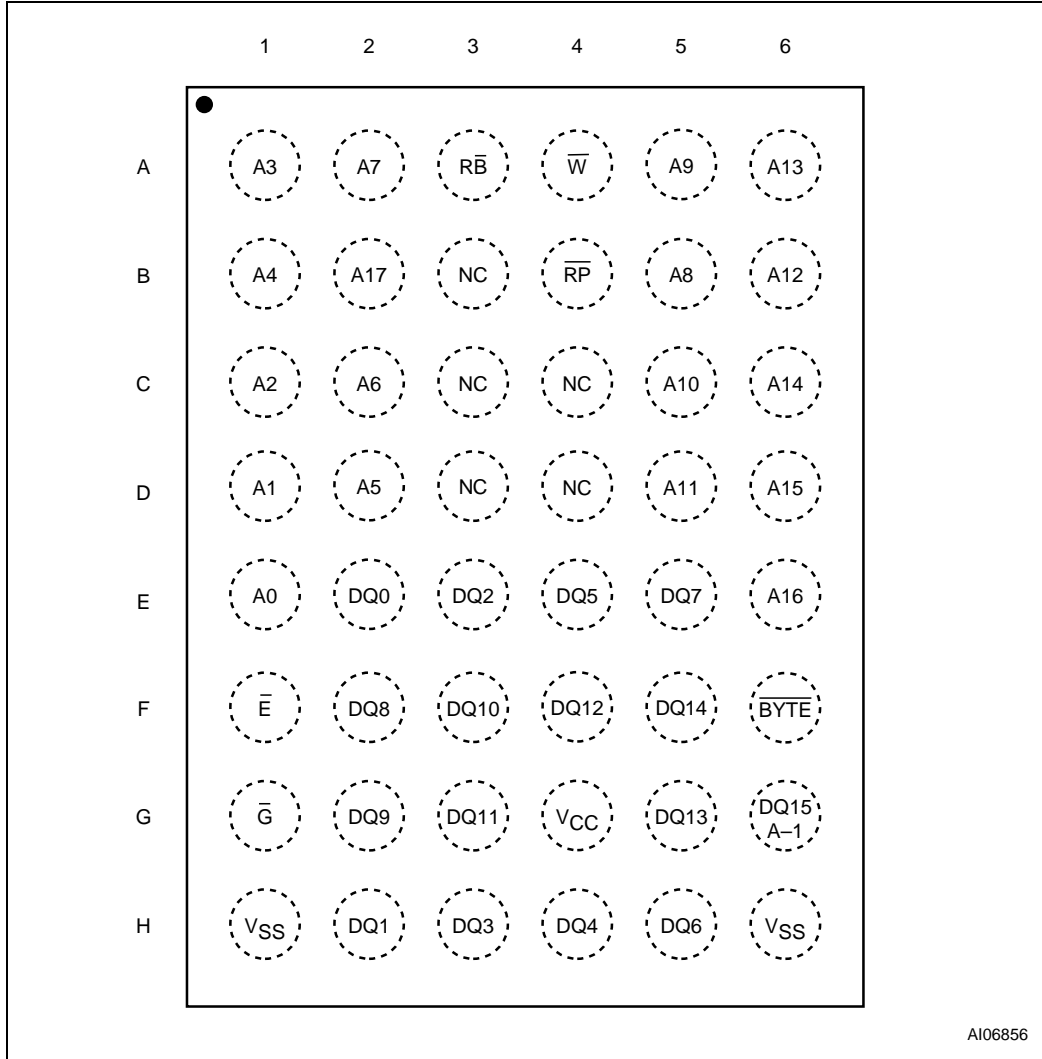 1 2 3 4 5 6
A A3 A7 RB̅ W̅ A9 A13
B A4 A17 NC R̅P̅ A8 A12
C A2 A6 NC NC A10 A14
D A1 A5 NC NC A11 A15
E A0 DQ0 DQ2 DQ5 DQ7 A16
F E̅ DQ8 DQ10 DQ12 DQ14 B̅Y̅T̅E̅
G G̅ DQ9 DQ11 VCC DQ13 DQ15
A–1
H VSS DQ1 DQ3 DQ4 DQ6 VSS
AI06856